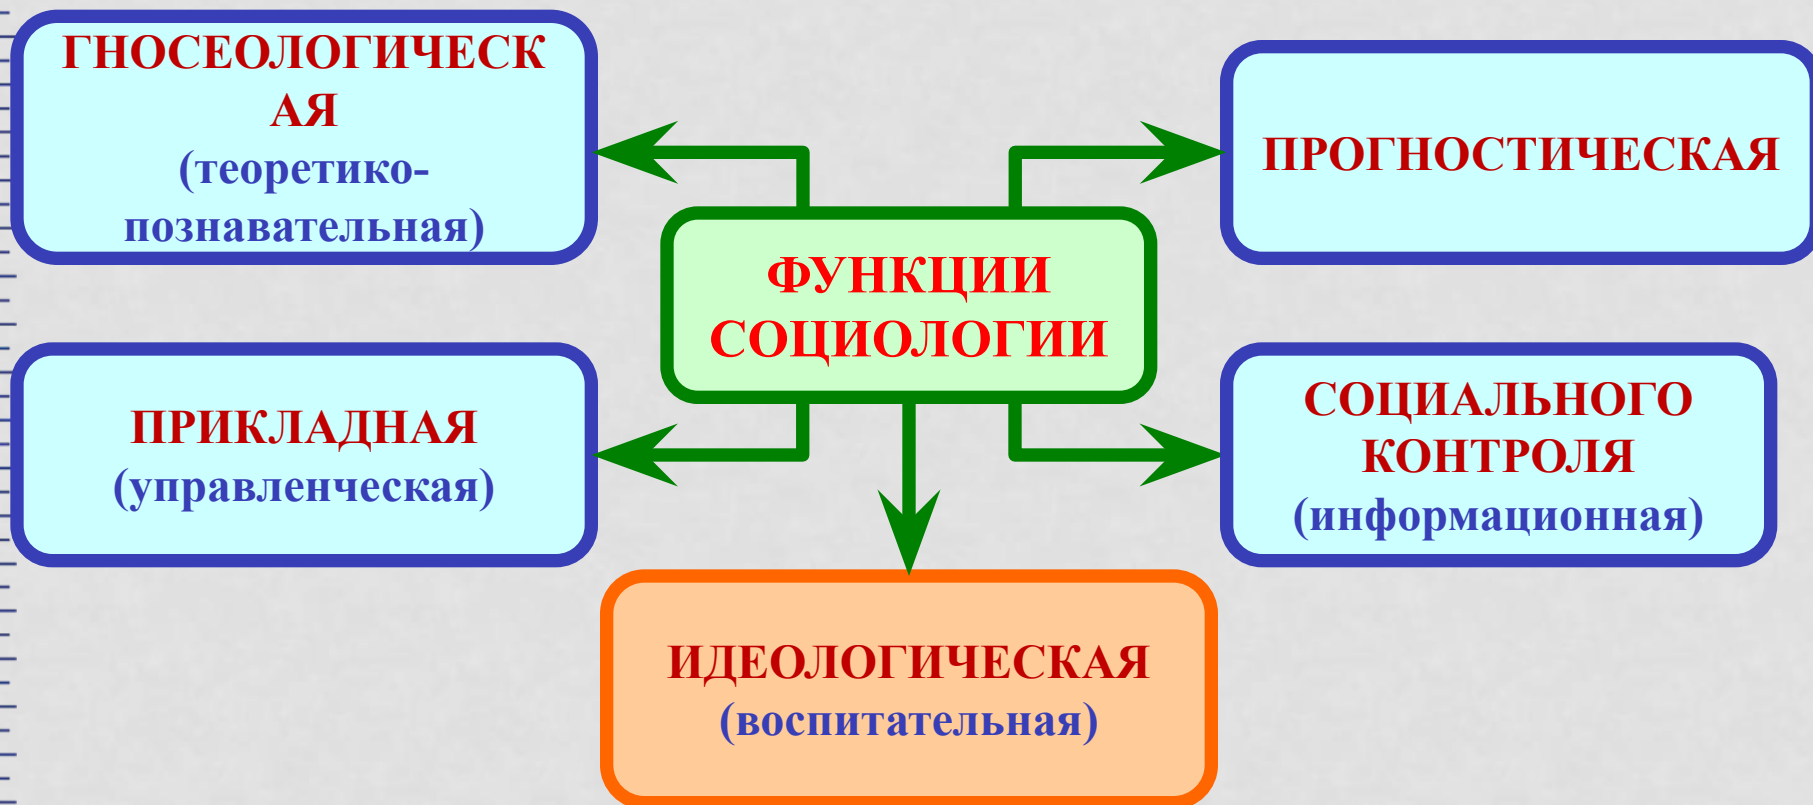 ГНОСЕОЛОГИЧЕСК
АЯ
(теоретико-
познавательная)
ПРОГНОСТИЧЕСКАЯ
ФУНКЦИИ
СОЦИОЛОГИИ
ПРИКЛАДНАЯ
(управленческая)
СОЦИАЛЬНОГО
КОНТРОЛЯ
(информационная)
ИДЕОЛОГИЧЕСКАЯ
(воспитательная)